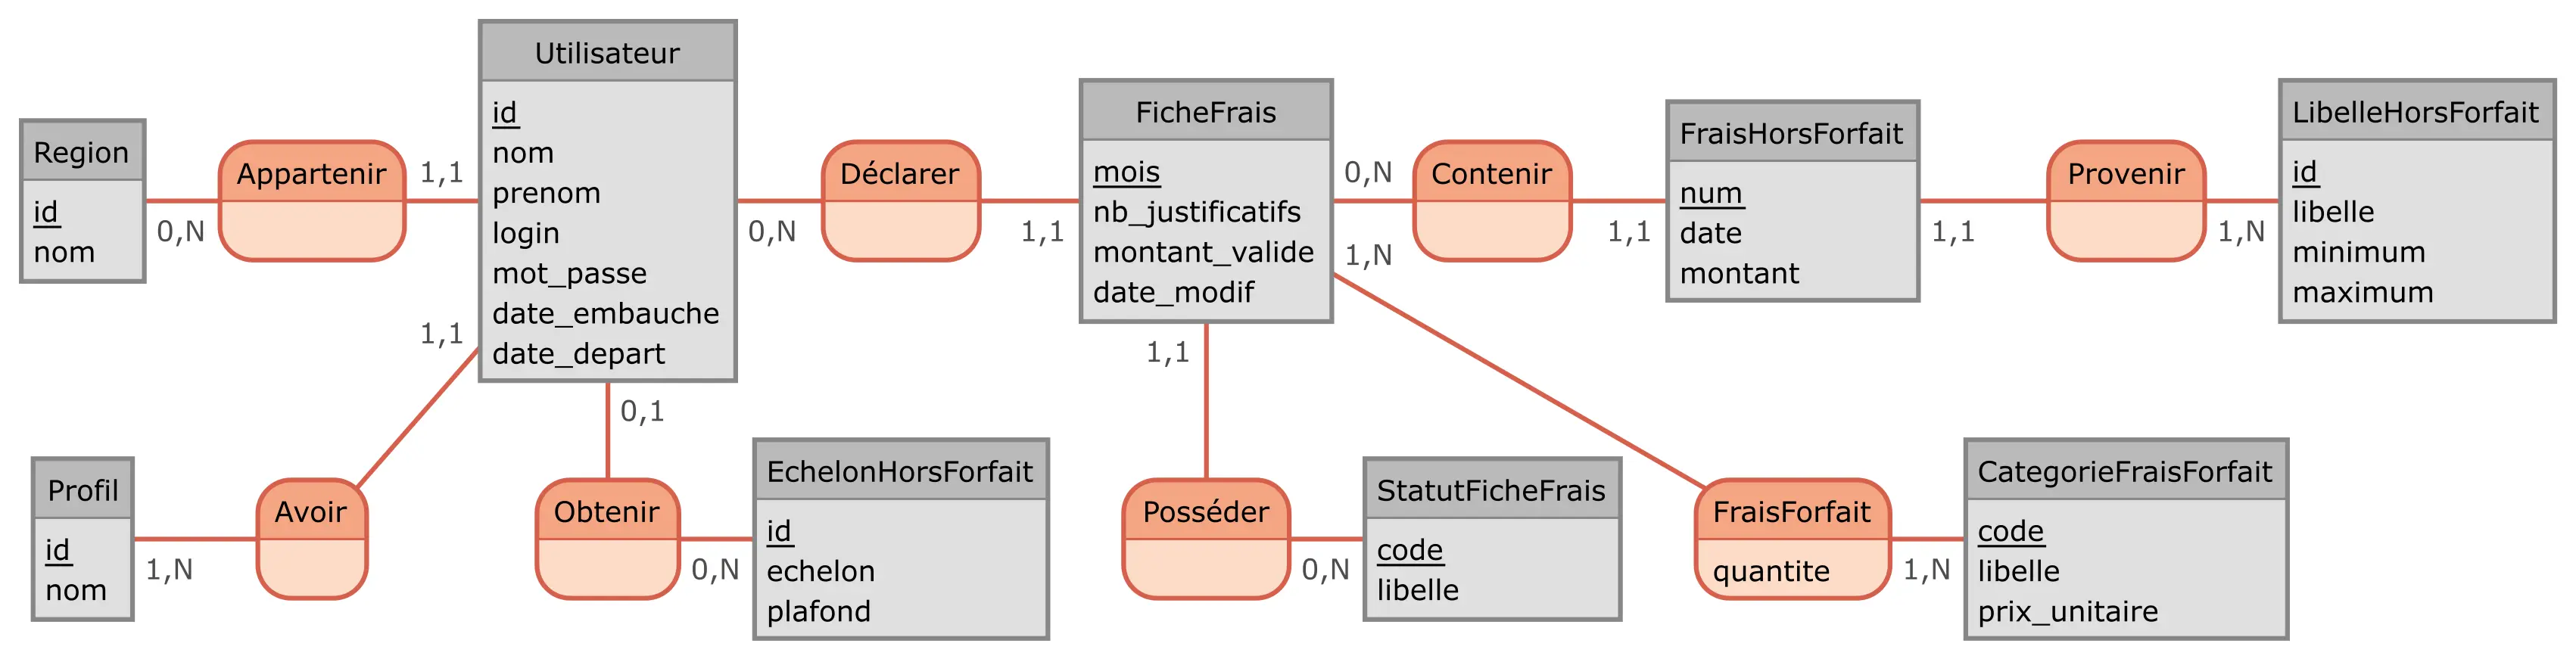 Region
id
nom
Appartenir
0,N
1,1
Utilisateur
id
nom
prenom
login
mot_passe
date_embauche
date_depart
0,N
Déclarer
1,1
FicheFrais
mois
nb_justificatifs
montant_valide
date_modif
0,N
Contenir
1,1
FraisHorsForfait
num
date
montant
1,1
Provenir
1,N
LibelleHorsForfait
id
libelle
minimum
maximum
1,1
1,N
Profil
id
nom
1,N
Avoir
0,1
Obtenir
0,N
EchelonHorsForfait
id
echelon
plafond
1,1
Posséder
0,N
StatutFicheFrais
code
libelle
FraisForfait
quantite
1,N
CategorieFraisForfait
code
libelle
prix_unitaire